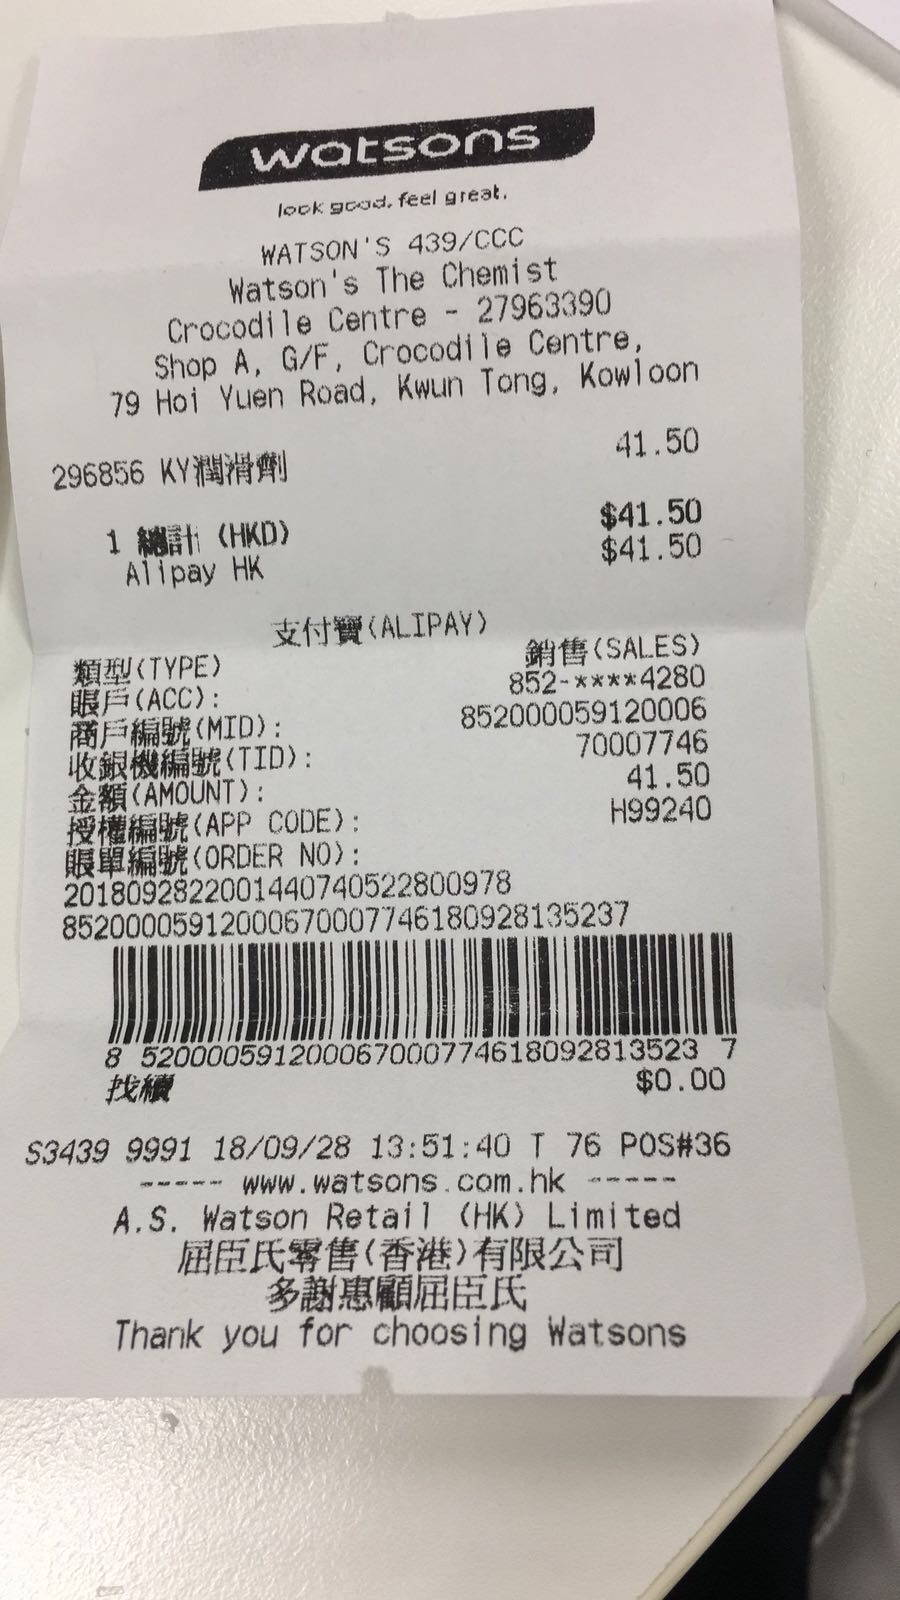 watsons
look good, feel great.
WATSON'S 439/CCC
Watson's The Chemist
Crocodile Centre - 27963390
Shop A, G/F, Crocodile Centre,
79 Hoi Yuen Road, Kwun Tong, Kowloon
296856 KY潤滑劑 41.50
1 總計 (HKD) $41.50
Alipay HK $41.50
支付寶(ALIPAY)
類型(TYPE) 銷售(SALES)
賬戶(ACC): 852-****4280
商戶編號(MID): 852000059120006
收銀機編號(TID): 70007746
金額(AMOUNT): 41.50
授權編號(APP CODE): H99240
賬單編號(ORDER NO):
2018092822001440740522800978
85200005912000670007746180928135237
8 520000591200067000774618092813523 7
找續 $0.00
S3439 9991 18/09/28 13:51:40 T 76 POS#36
----- www.watsons.com.hk -----
A.S. Watson Retail (HK) Limited
屈臣氏零售(香港)有限公司
多謝惠顧屈臣氏
Thank you for choosing Watsons